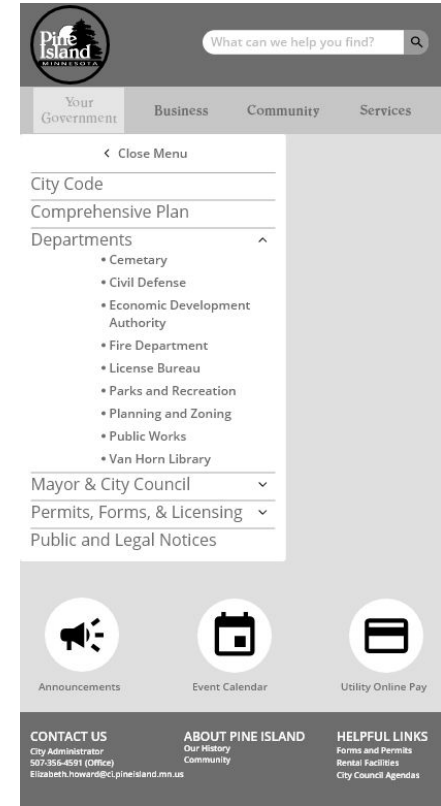 Pine
Island
MINNESOTA
What can we help you find?
Your
Government
Business
Community
Services
< Close Menu
City Code
Comprehensive Plan
Departments
• Cemetary
• Civil Defense
• Economic Development
Authority
• Fire Department
• License Bureau
• Parks and Recreation
• Planning and Zoning
• Public Works
• Van Horn Library
Mayor & City Council
Permits, Forms, & Licensing
Public and Legal Notices
Announcements
Event Calendar
Utility Online Pay
CONTACT US
City Administrator
507-356-4591 (Office)
Elizabeth.howard@ci.pineisland.mn.us
ABOUT PINE ISLAND
Our History
Community
HELPFUL LINKS
Forms and Permits
Rental Facilities
City Council Agendas